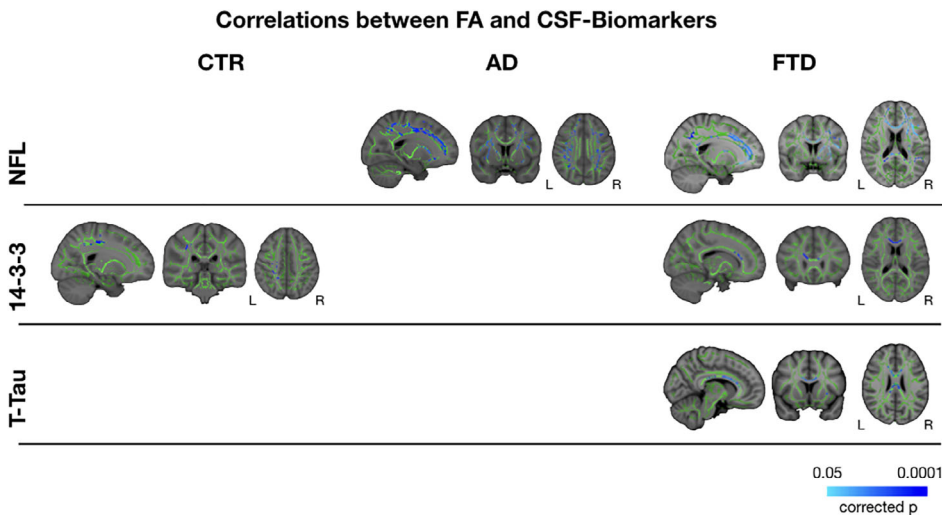 Correlations between FA and CSF-Biomarkers
CTR AD FTD
NFL
L R L R
14-3-3
L R L R
T-Tau
L R
0.05 0.0001
corrected p